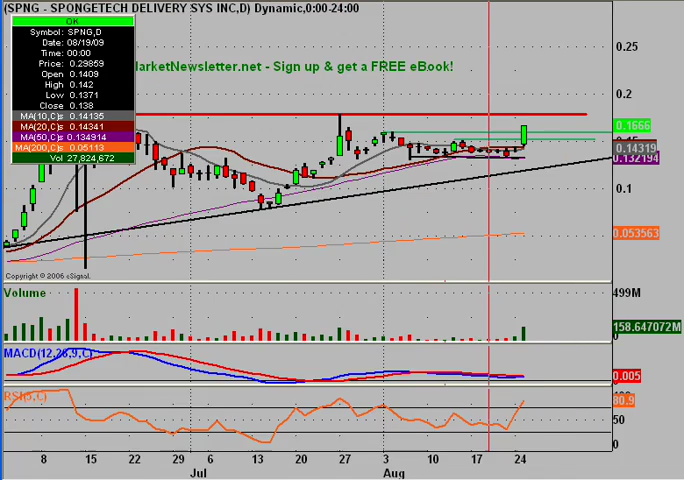 (SPNG - SPONGETECH DELIVERY SYS INC,D) Dynamic,0:00-24:00
OK
Symbol: SPNG,D
Date: 08/19/09
Time: 00:00
Price: 0.29859
Open 0.1409
High 0.142
Low 0.1371
Close 0.138
MA(10,C)s 0.14135
MA(20,C)s 0.14341
MA(50,C)s 0.134914
MA(200,C)s 0.05113
Vol 27,824,672
MarketNewsletter.net - Sign up & get a FREE eBook!
0.25
0.2
0.1666
0.14319
0.132194
0.1
0.053563
Copyright © 2006 eSignal.
Volume
499M
158.647072M
0
MACD(12,26,9,C)
0.005
RSI(5,C)
80.9
50
0
8 15 22 29 6 13 20 27 3 10 17 24
Jul Aug